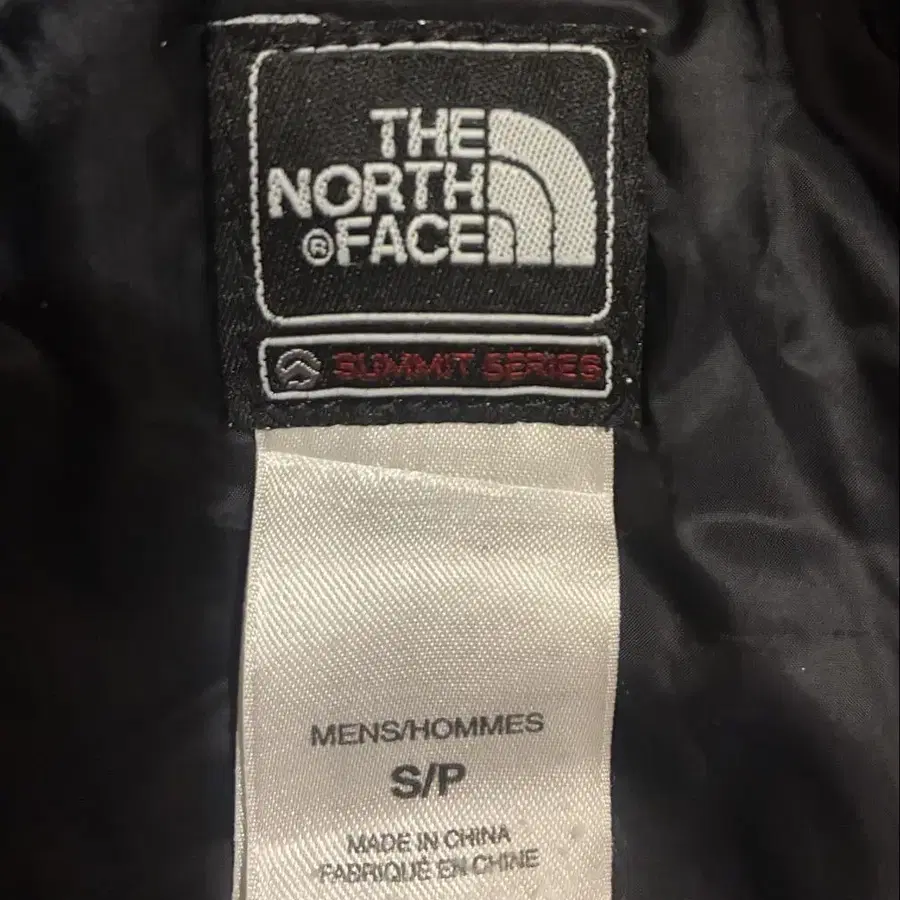 THE
NORTH
®FACE
SUMMIT SERIES
MENS/HOMMES
S/P
MADE IN CHINA
FABRIQUÉ EN CHINE